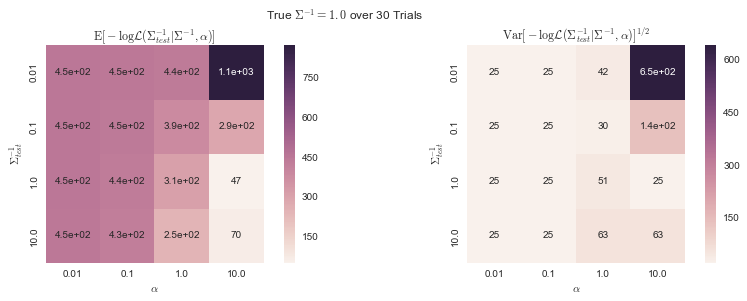 True Σ⁻¹ = 1.0 over 30 Trials
E[−log ℒ(Σ⁻¹_test|Σ⁻¹, α)]
0.01 4.5e+02 4.5e+02 4.4e+02 1.1e+03
0.1 4.5e+02 4.5e+02 3.9e+02 2.9e+02
1.0 4.5e+02 4.4e+02 3.1e+02 47
10.0 4.5e+02 4.3e+02 2.5e+02 70
0.01 0.1 1.0 10.0
α
Σ⁻¹_test
750
600
450
300
150
Var[−log ℒ(Σ⁻¹_test|Σ⁻¹, α)]^1/2
0.01 25 25 42 6.5e+02
0.1 25 25 30 1.4e+02
1.0 25 25 51 25
10.0 25 25 63 63
0.01 0.1 1.0 10.0
α
Σ⁻¹_test
600
450
300
150